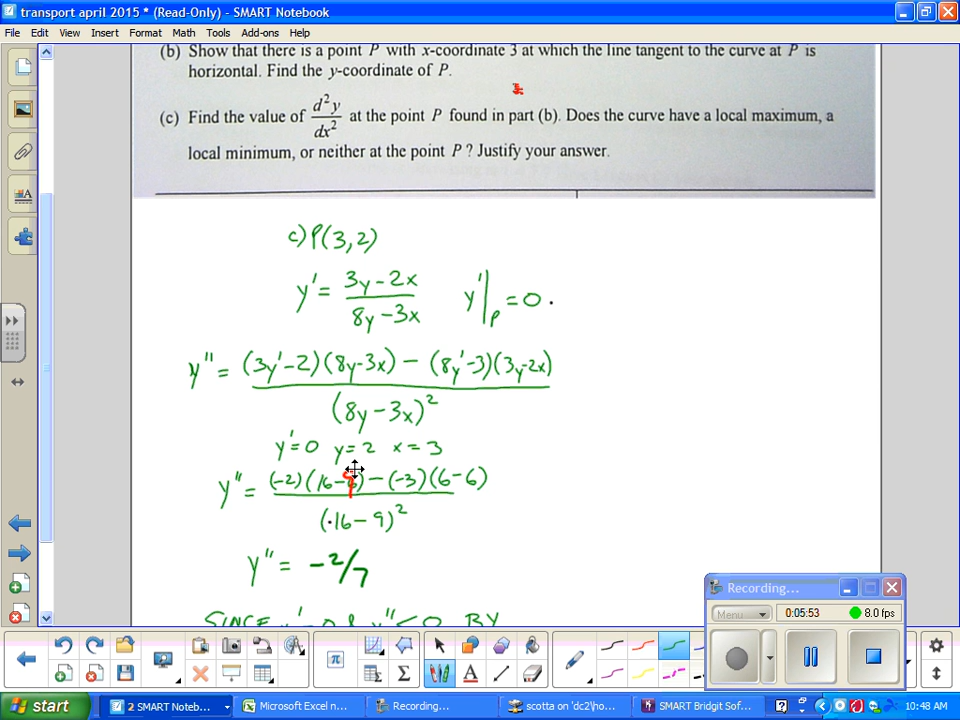 transport april 2015 * (Read-Only) - SMART Notebook
File Edit View Insert Format Math Tools Add-ons Help
(b) Show that there is a point P with x-coordinate 3 at which the line tangent to the curve at P is
horizontal. Find the y-coordinate of P.
(c) Find the value of d²y/dx² at the point P found in part (b). Does the curve have a local maximum, a
local minimum, or neither at the point P ? Justify your answer.
c) P(3,2)
y' = (3y-2x)/(8y-3x) y'|P = 0.
y'' = ((3y'-2)(8y-3x) - (8y'-3)(3y-2x))/(8y-3x)²
y'=0 y=2 x=3
y'' = ((-2)(16-9) - (-3)(6-6))/(16-9)²
y'' = -2/7
SINCE y'=0 & y''<0 BY
Recording...
Menu 0:05:53 8.0 fps
start 2 SMART Noteb... Microsoft Excel n... Recording... scotta on 'dc2\ho... SMART Bridgit Sof... 10:48 AM